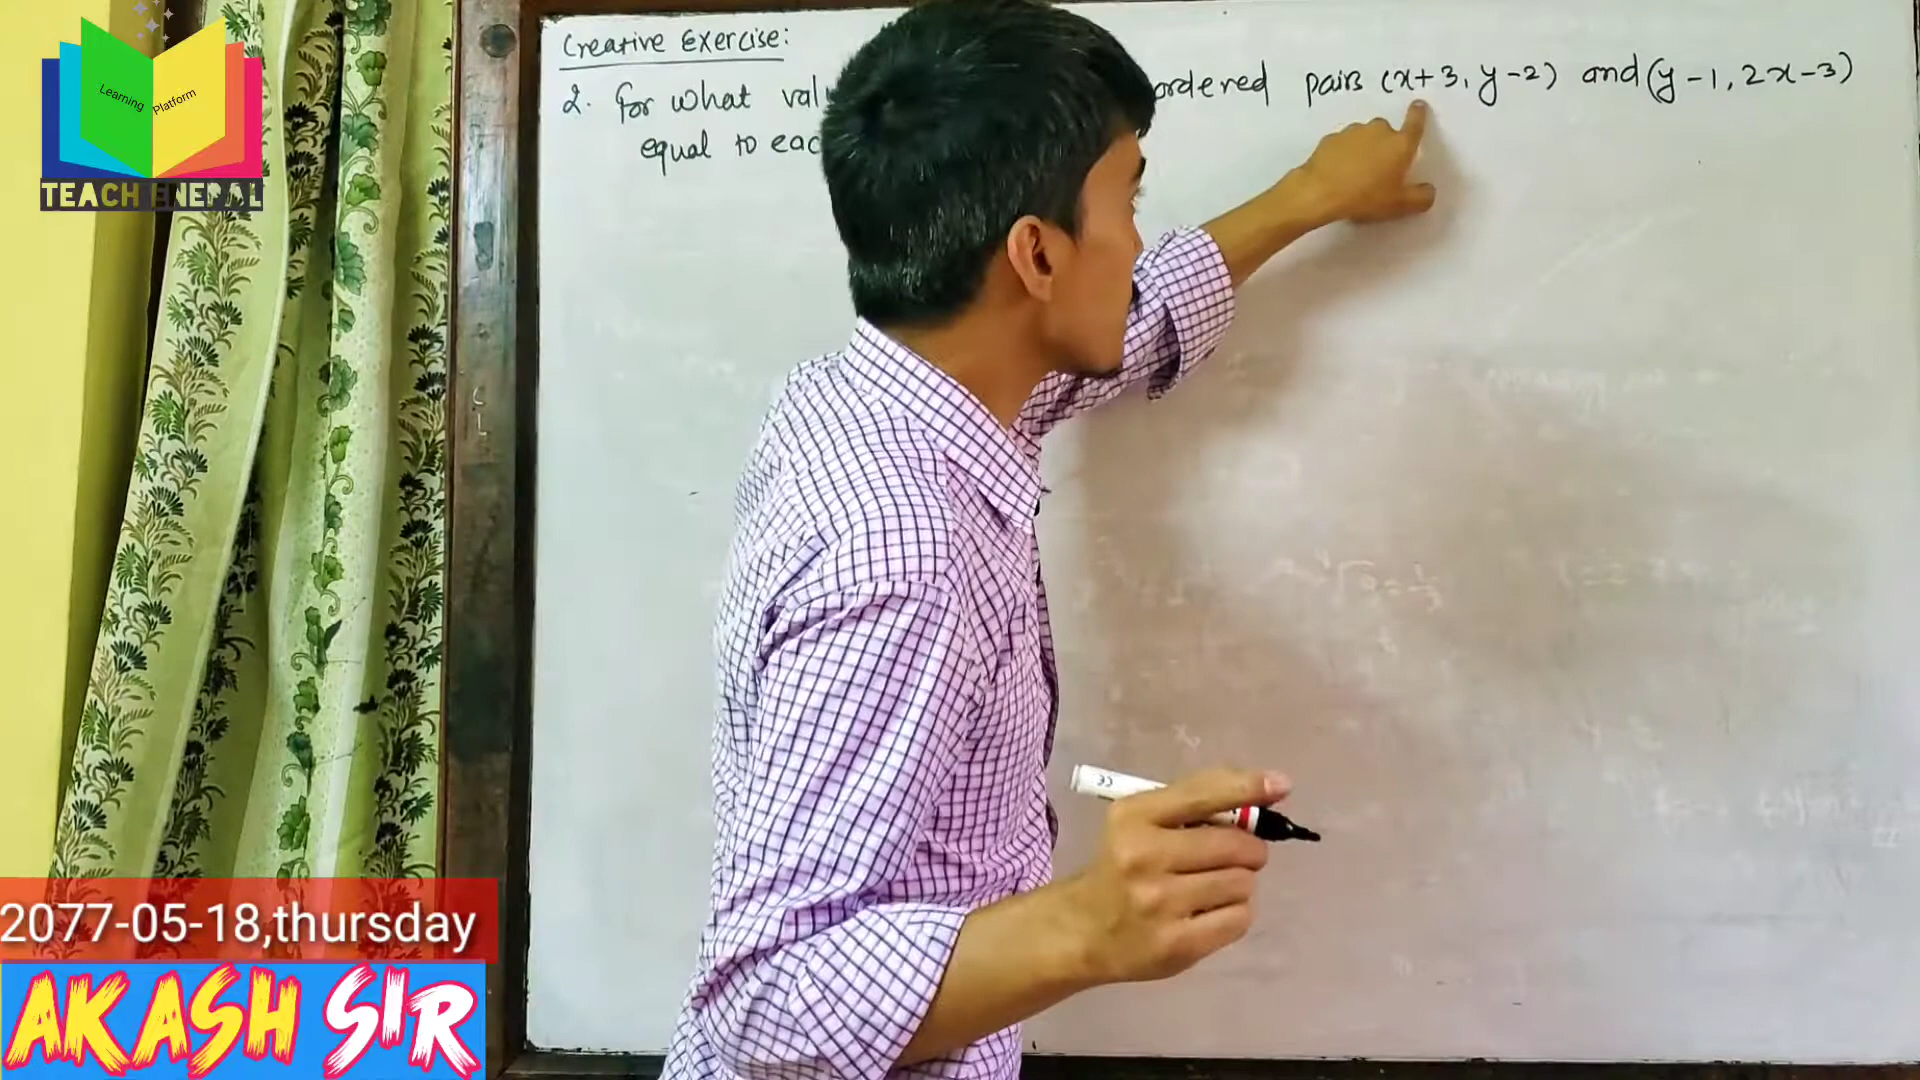 Learning Platform
TEACH ENEPAL
Creative Exercise:
2. for what val ordered pairs (x+3, y-2) and (y-1, 2x-3)
equal to eac
2077-05-18,thursday
AKASH SIR